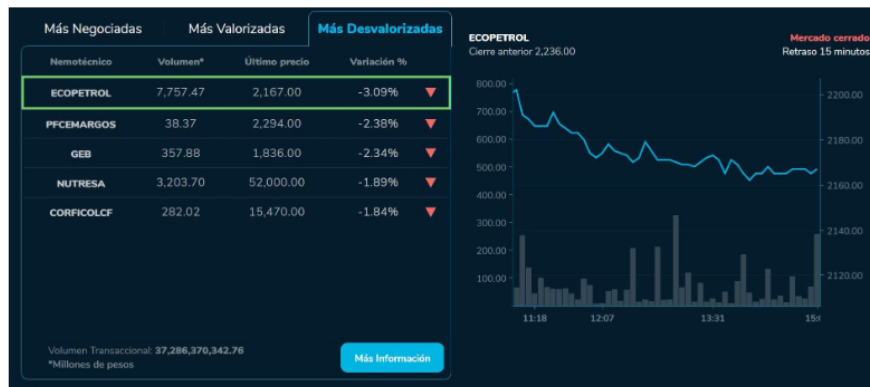 Más Negociadas Más Valorizadas Más Desvalorizadas
Nemotécnico Volumen* Último precio Variación %
ECOPETROL 7,757.47 2,167.00 -3.09%
PFCEMARGOS 38.37 2,294.00 -2.38%
GEB 357.88 1,836.00 -2.34%
NUTRESA 3,203.70 52,000.00 -1.89%
CORFICOLCF 282.02 15,470.00 -1.84%
Volumen Transaccional: 37,286,370,342.76
*Millones de pesos
Más Información
ECOPETROL Mercado cerrado
Cierre anterior 2,236.00 Retraso 15 minutos
800.00
700.00
600.00
500.00
400.00
300.00
200.00
100.00
2200.00
2180.00
2160.00
2140.00
2120.00
11:18 12:07 13:31